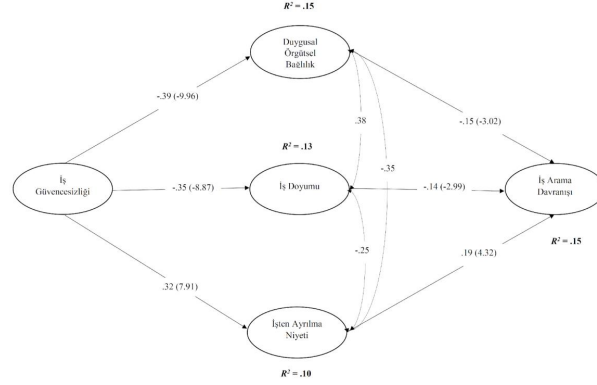 R² = .15
Duygusal
Örgütsel
Bağlılık
-.39 (-9.96)
.38
-.15 (-3.02)
R² = .13
-.35
İş
Güvencesizliği
-.35 (-8.87)
İş Doyumu
-.14 (-2.99)
İş Arama
Davranışı
R² = .15
-.25
.19 (4.32)
.32 (7.91)
İşten Ayrılma
Niyeti
R² = .10